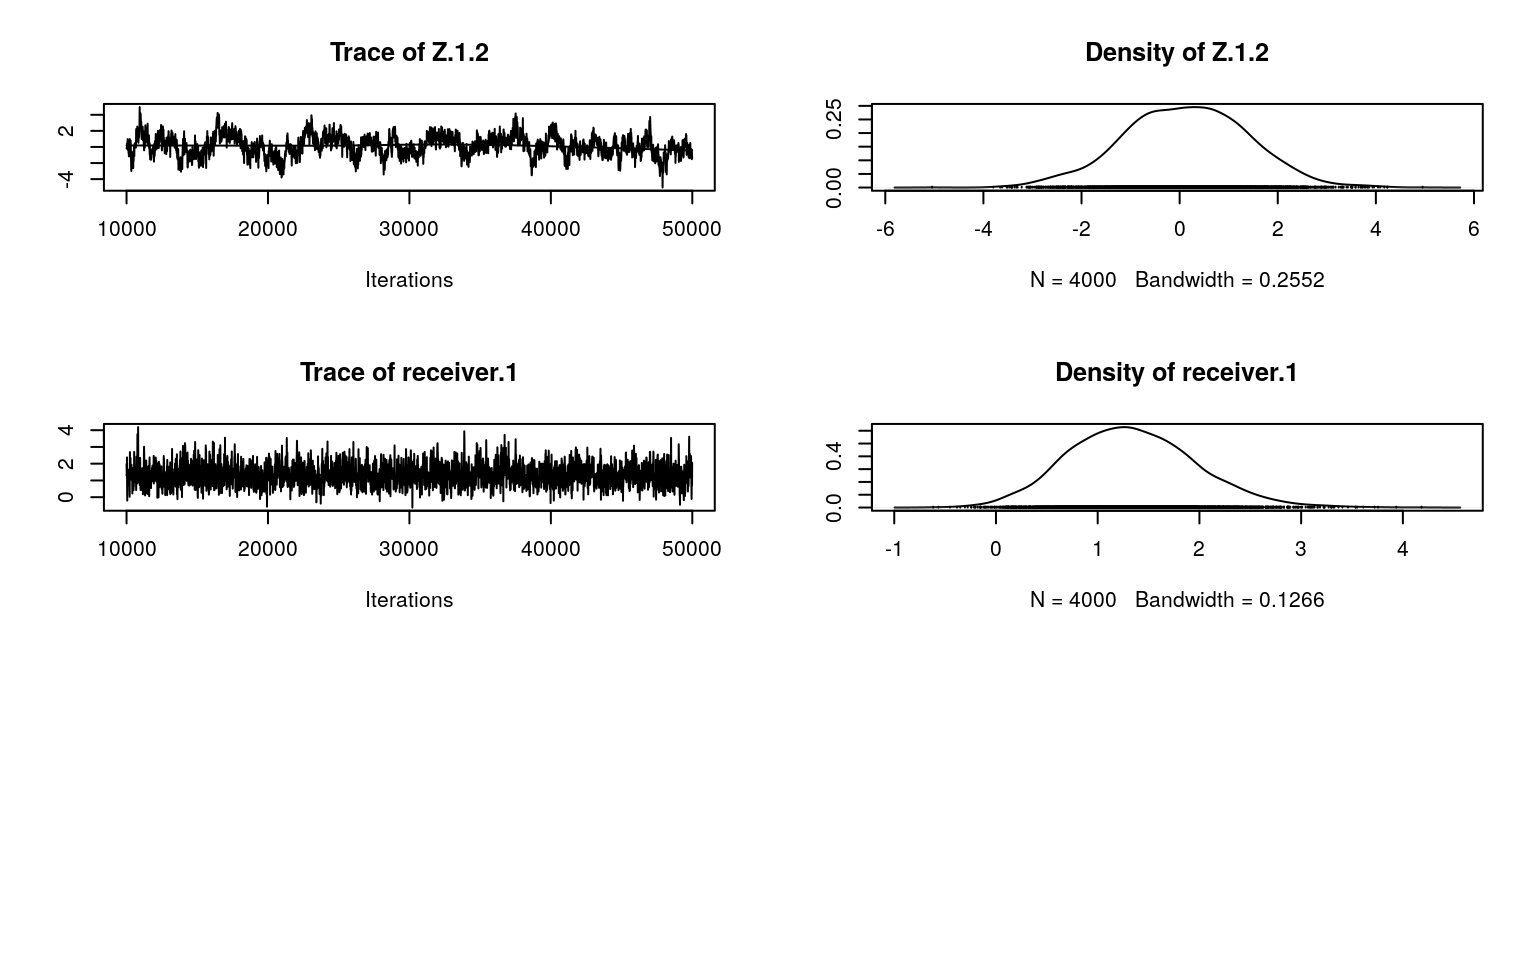 Trace of Z.1.2
2
-4
10000 20000 30000 40000 50000
Iterations
Density of Z.1.2
0.25
0.00
-6 -4 -2 0 2 4 6
N = 4000 Bandwidth = 0.2552
Trace of receiver.1
4
2
0
10000 20000 30000 40000 50000
Iterations
Density of receiver.1
0.4
0.0
-1 0 1 2 3 4
N = 4000 Bandwidth = 0.1266